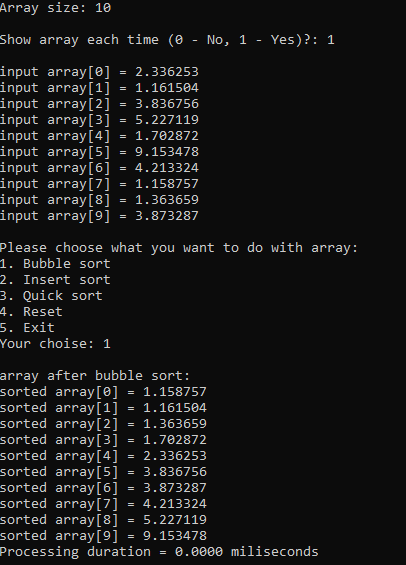 Array size: 10
Show array each time (0 - No, 1 - Yes)?: 1
input array[0] = 2.336253
input array[1] = 1.161504
input array[2] = 3.836756
input array[3] = 5.227119
input array[4] = 1.702872
input array[5] = 9.153478
input array[6] = 4.213324
input array[7] = 1.158757
input array[8] = 1.363659
input array[9] = 3.873287
Please choose what you want to do with array:
1. Bubble sort
2. Insert sort
3. Quick sort
4. Reset
5. Exit
Your choise: 1
array after bubble sort:
sorted array[0] = 1.158757
sorted array[1] = 1.161504
sorted array[2] = 1.363659
sorted array[3] = 1.702872
sorted array[4] = 2.336253
sorted array[5] = 3.836756
sorted array[6] = 3.873287
sorted array[7] = 4.213324
sorted array[8] = 5.227119
sorted array[9] = 9.153478
Processing duration = 0.0000 miliseconds